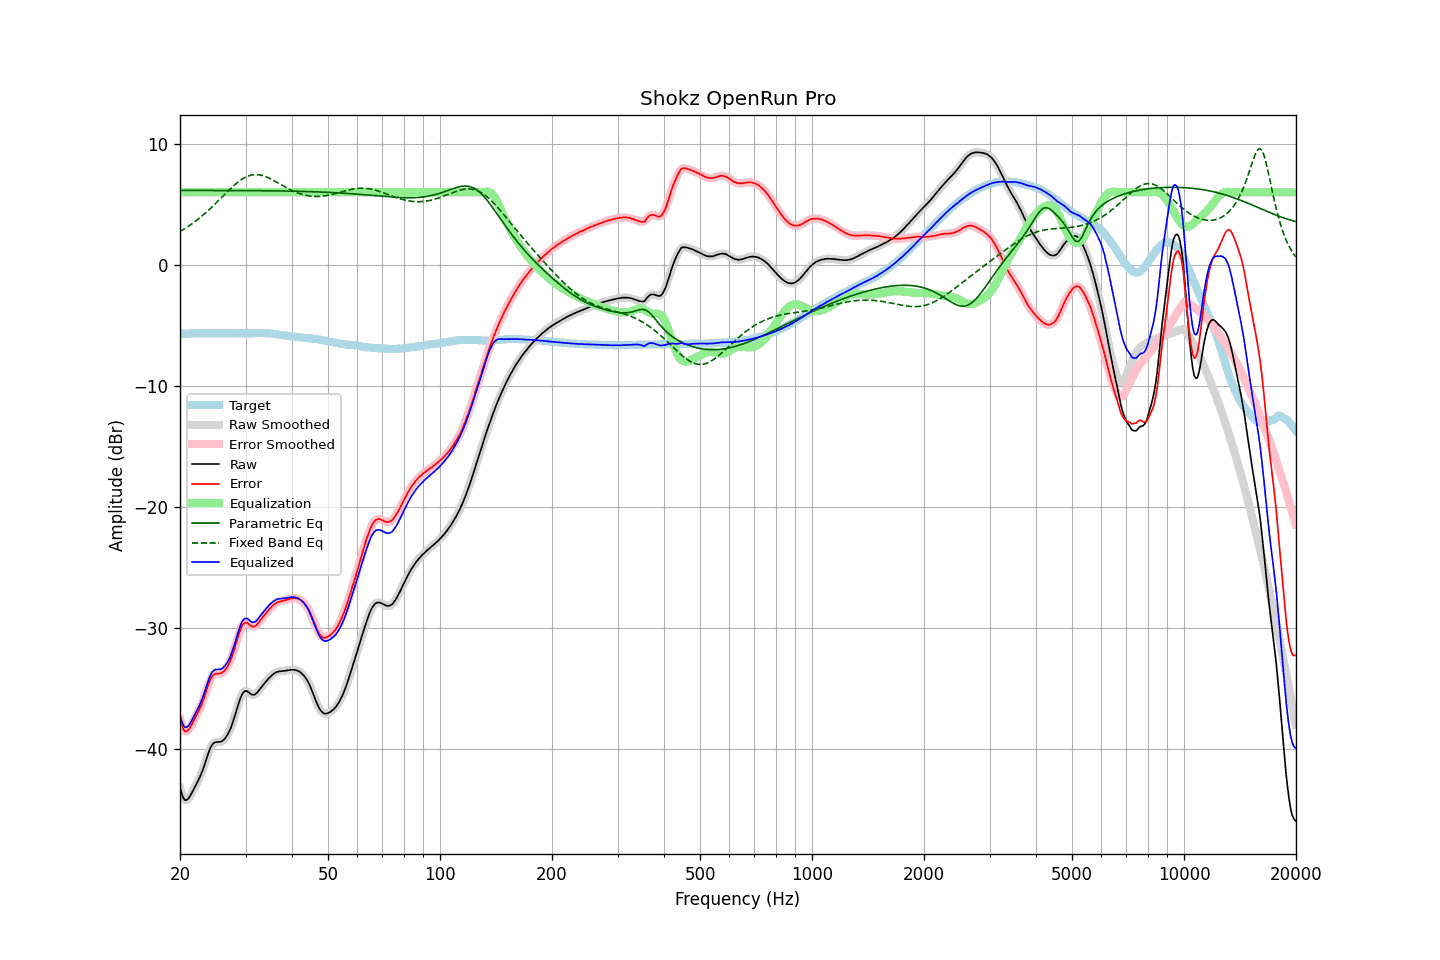 Shokz OpenRun Pro
Amplitude (dBr)
10
0
−10
−20
−30
−40
Target
Raw Smoothed
Error Smoothed
Raw
Error
Equalization
Parametric Eq
Fixed Band Eq
Equalized
20 50 100 200 500 1000 2000 5000 10000 20000
Frequency (Hz)